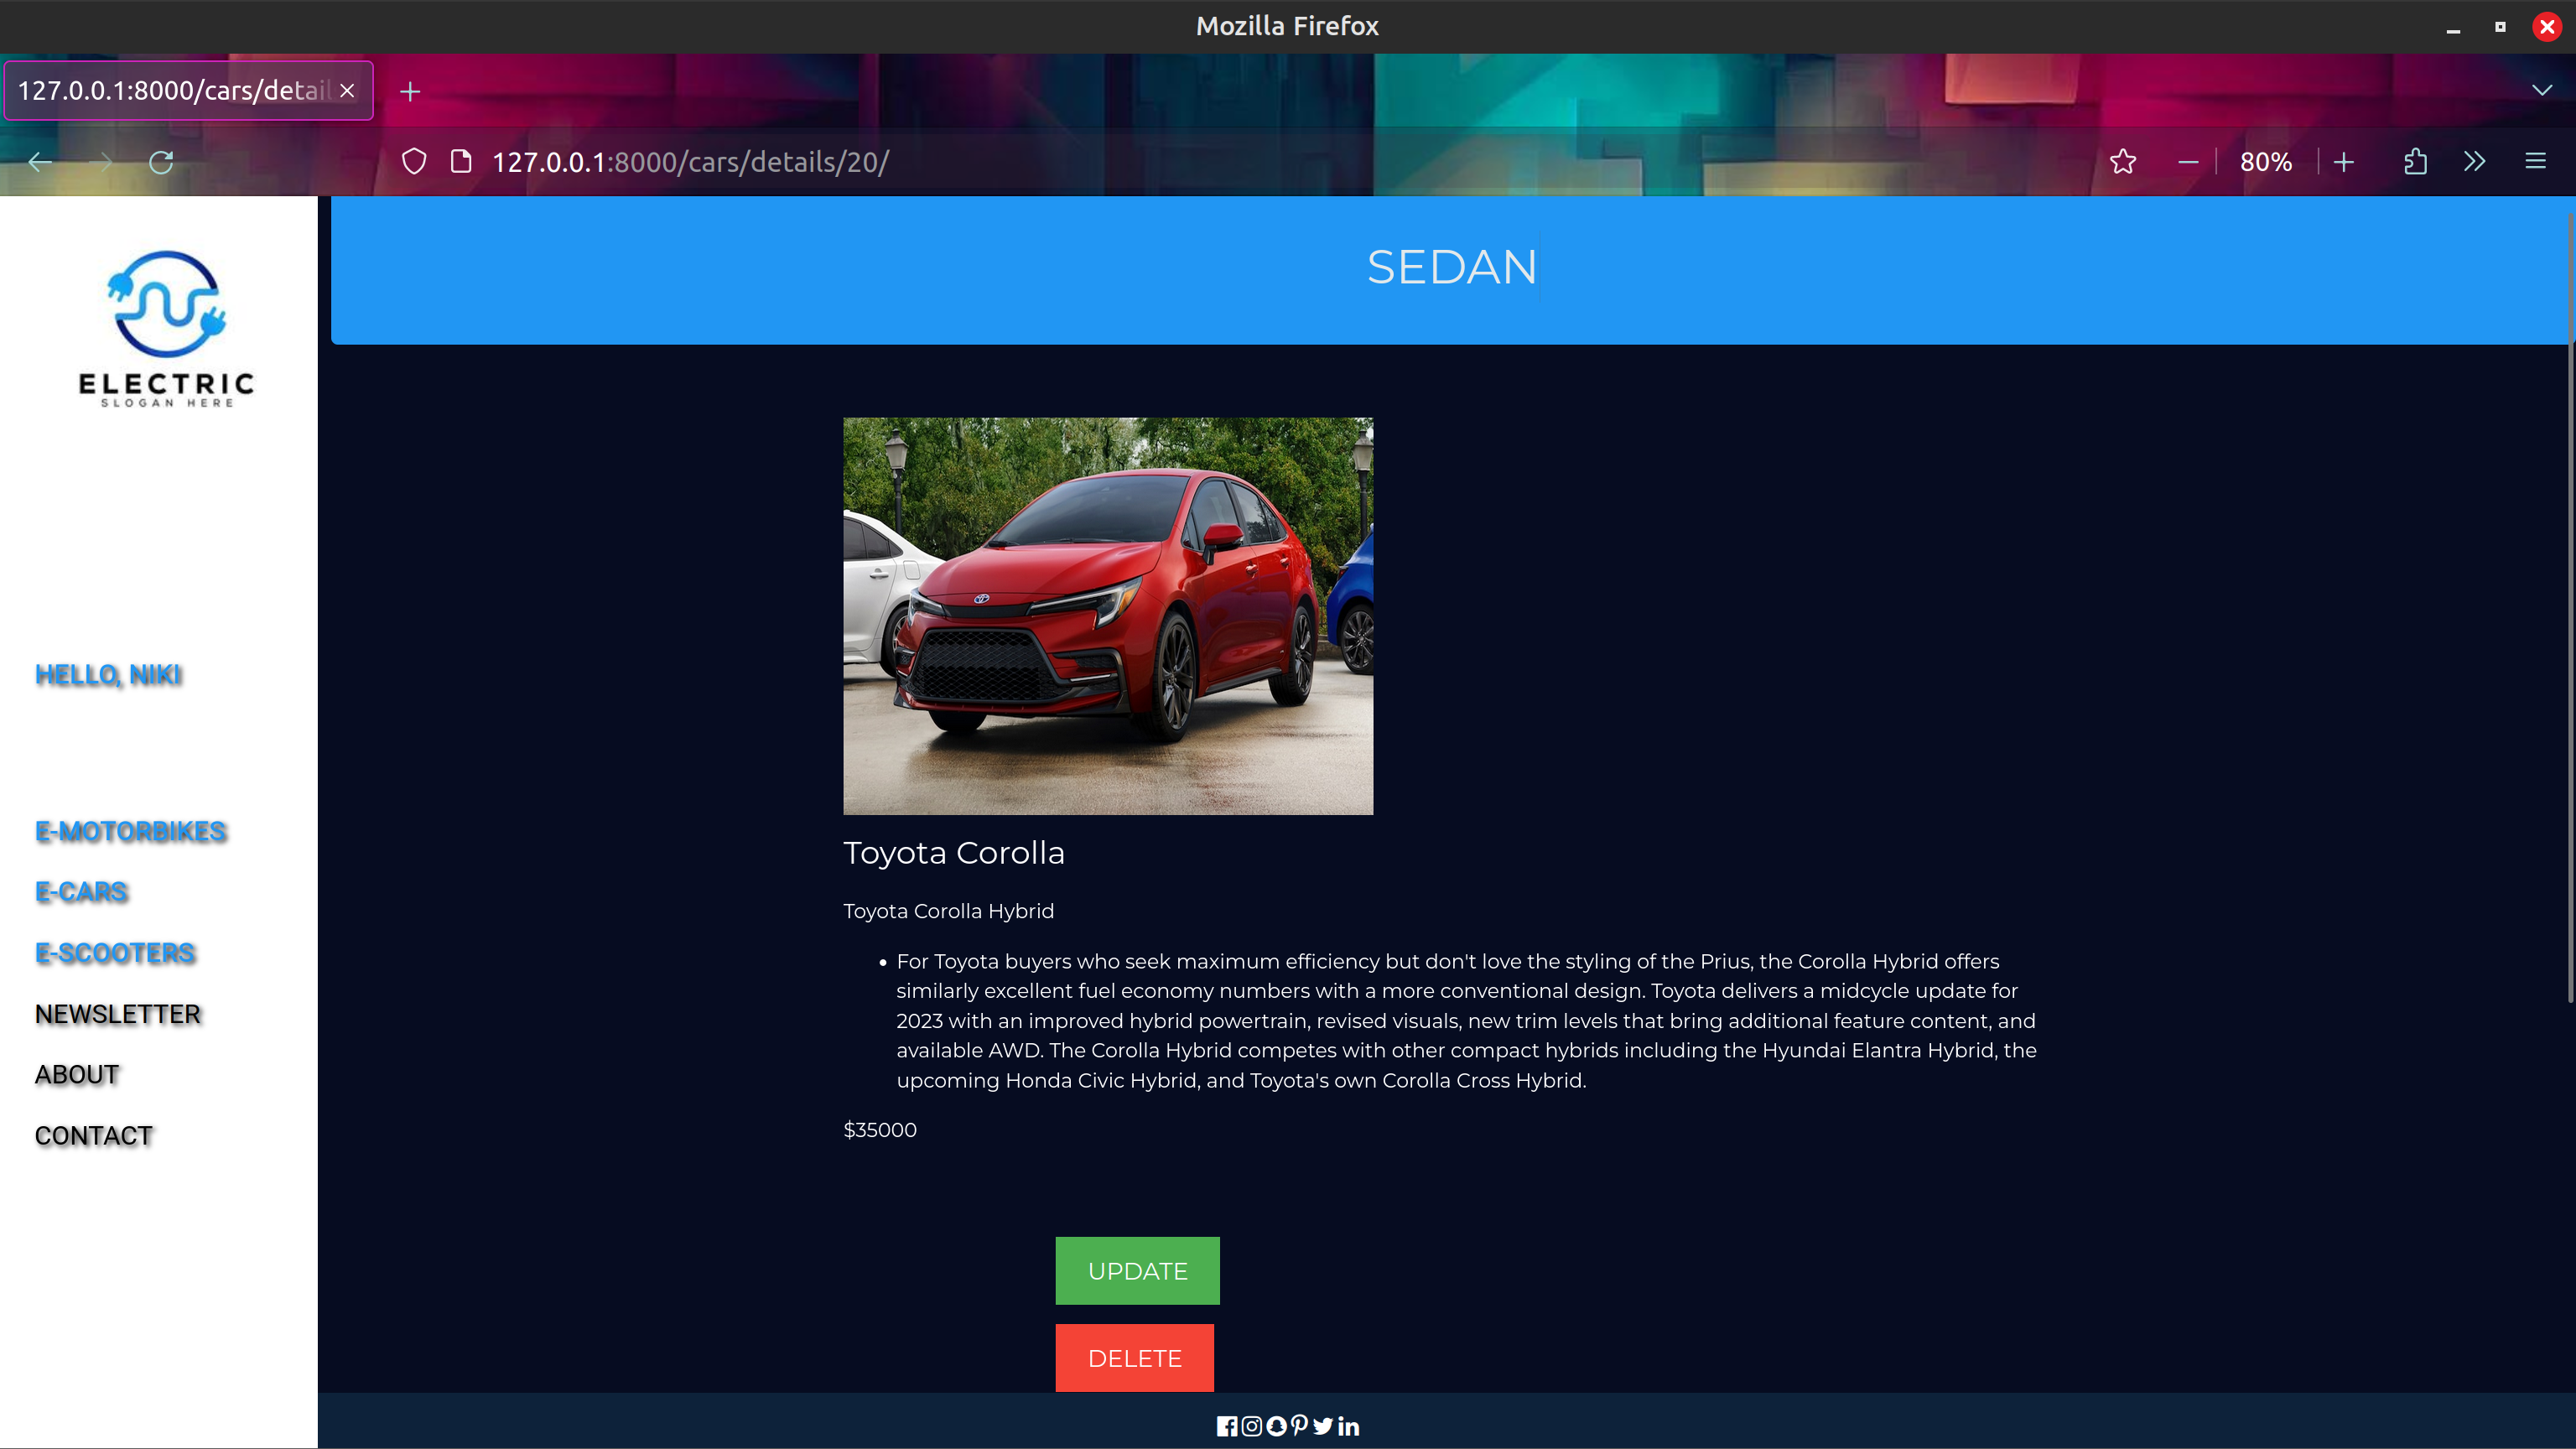 Mozilla Firefox
127.0.0.1:8000/cars/detail
127.0.0.1:8000/cars/details/20/
80%
ELECTRIC
SLOGAN HERE
HELLO, NIKI
E-MOTORBIKES
E-CARS
E-SCOOTERS
NEWSLETTER
ABOUT
CONTACT
SEDAN
Toyota Corolla
Toyota Corolla Hybrid
• For Toyota buyers who seek maximum efficiency but don't love the styling of the Prius, the Corolla Hybrid offers
similarly excellent fuel economy numbers with a more conventional design. Toyota delivers a midcycle update for
2023 with an improved hybrid powertrain, revised visuals, new trim levels that bring additional feature content, and
available AWD. The Corolla Hybrid competes with other compact hybrids including the Hyundai Elantra Hybrid, the
upcoming Honda Civic Hybrid, and Toyota's own Corolla Cross Hybrid.
$35000
UPDATE
DELETE